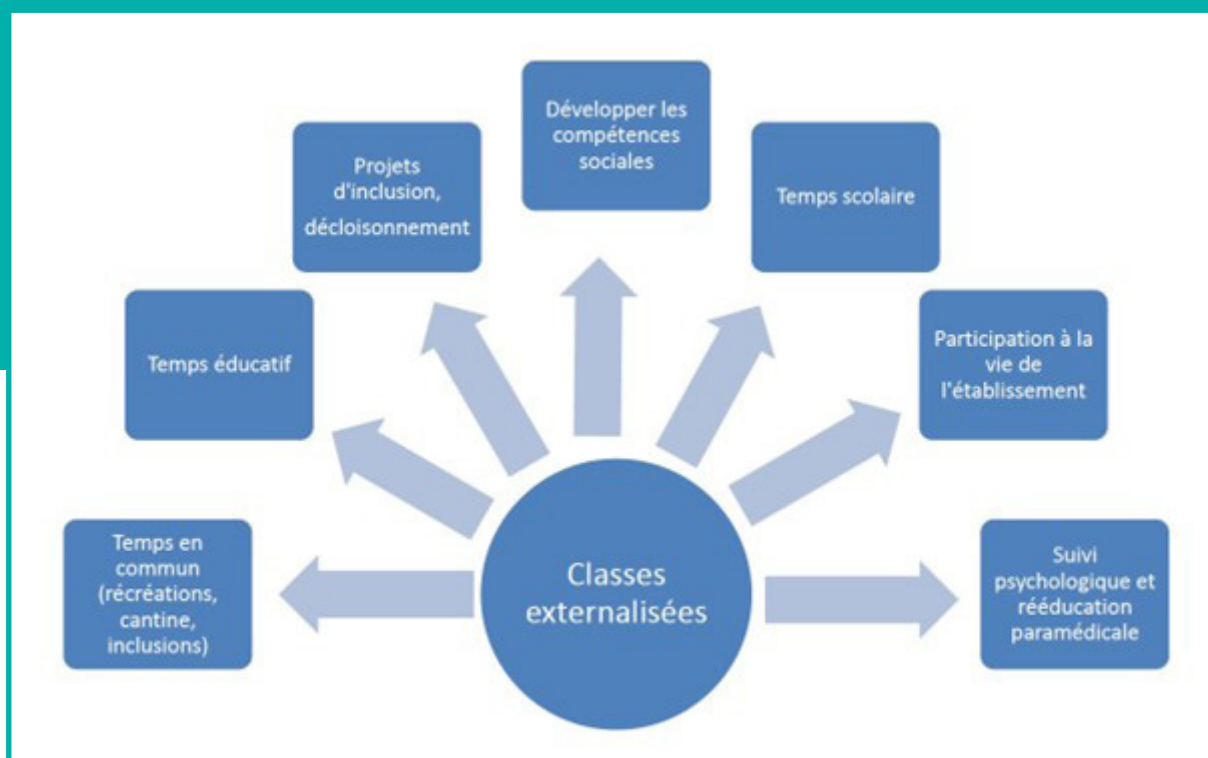 Développer les
compétences
sociales
Projets
d'inclusion,
décloisonnement
Temps scolaire
Temps éducatif
Participation à la
vie de
l'établissement
Temps en
commun
(récréations,
cantine,
inclusions)
Classes
externalisées
Suivi
psychologique et
rééducation
paramédicale